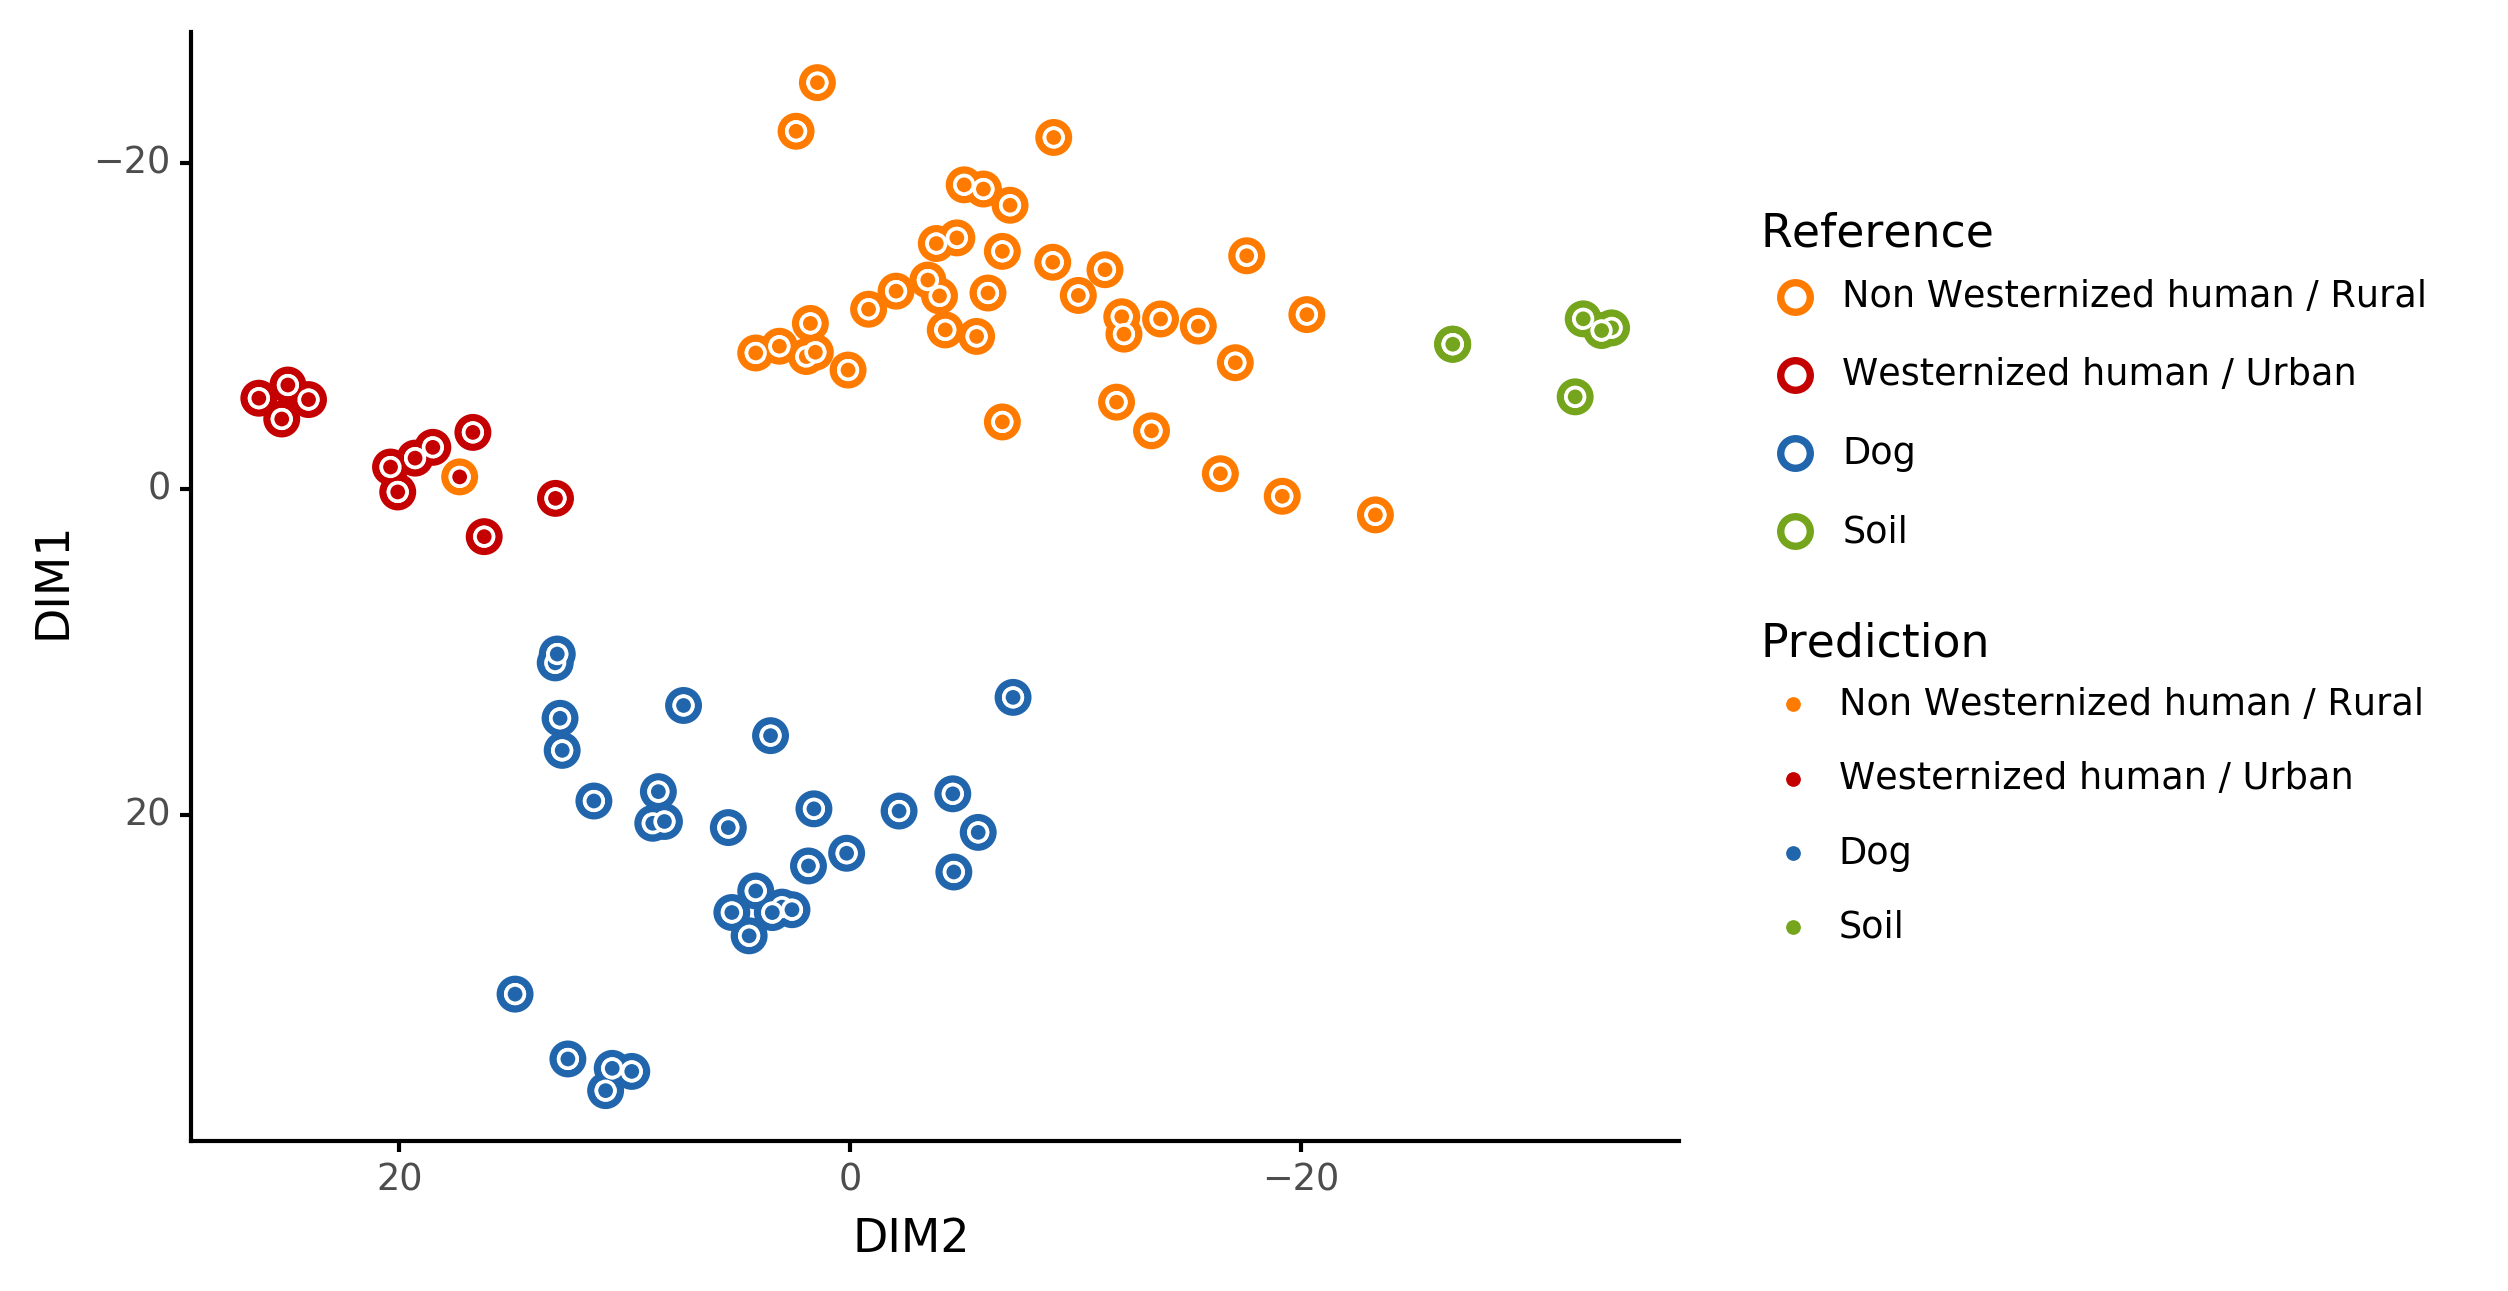 −20
0
20
DIM1
20
0
−20
DIM2
Reference
Non Westernized human / Rural
Westernized human / Urban
Dog
Soil
Prediction
Non Westernized human / Rural
Westernized human / Urban
Dog
Soil